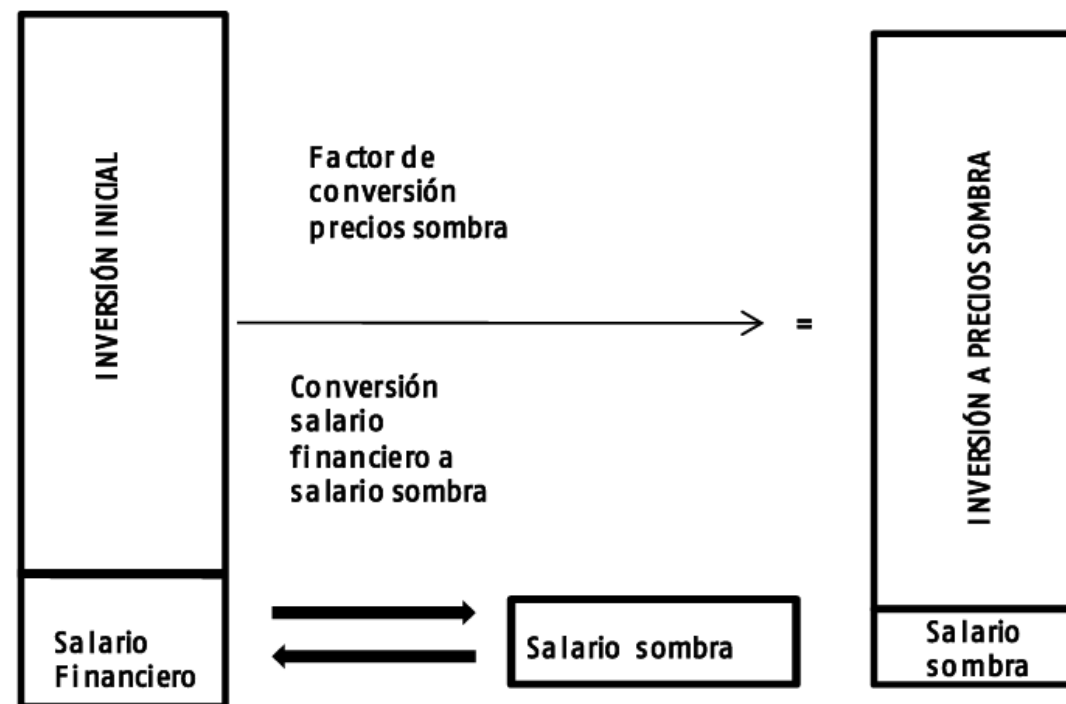 INVERSIÓN INICIAL
Factor de
conversión
precios sombra
=
Conversión
salario
financiero a
salario sombra
INVERSIÓN A PRECIOS SOMBRA
Salario
Financiero
Salario sombra
Salario
sombra